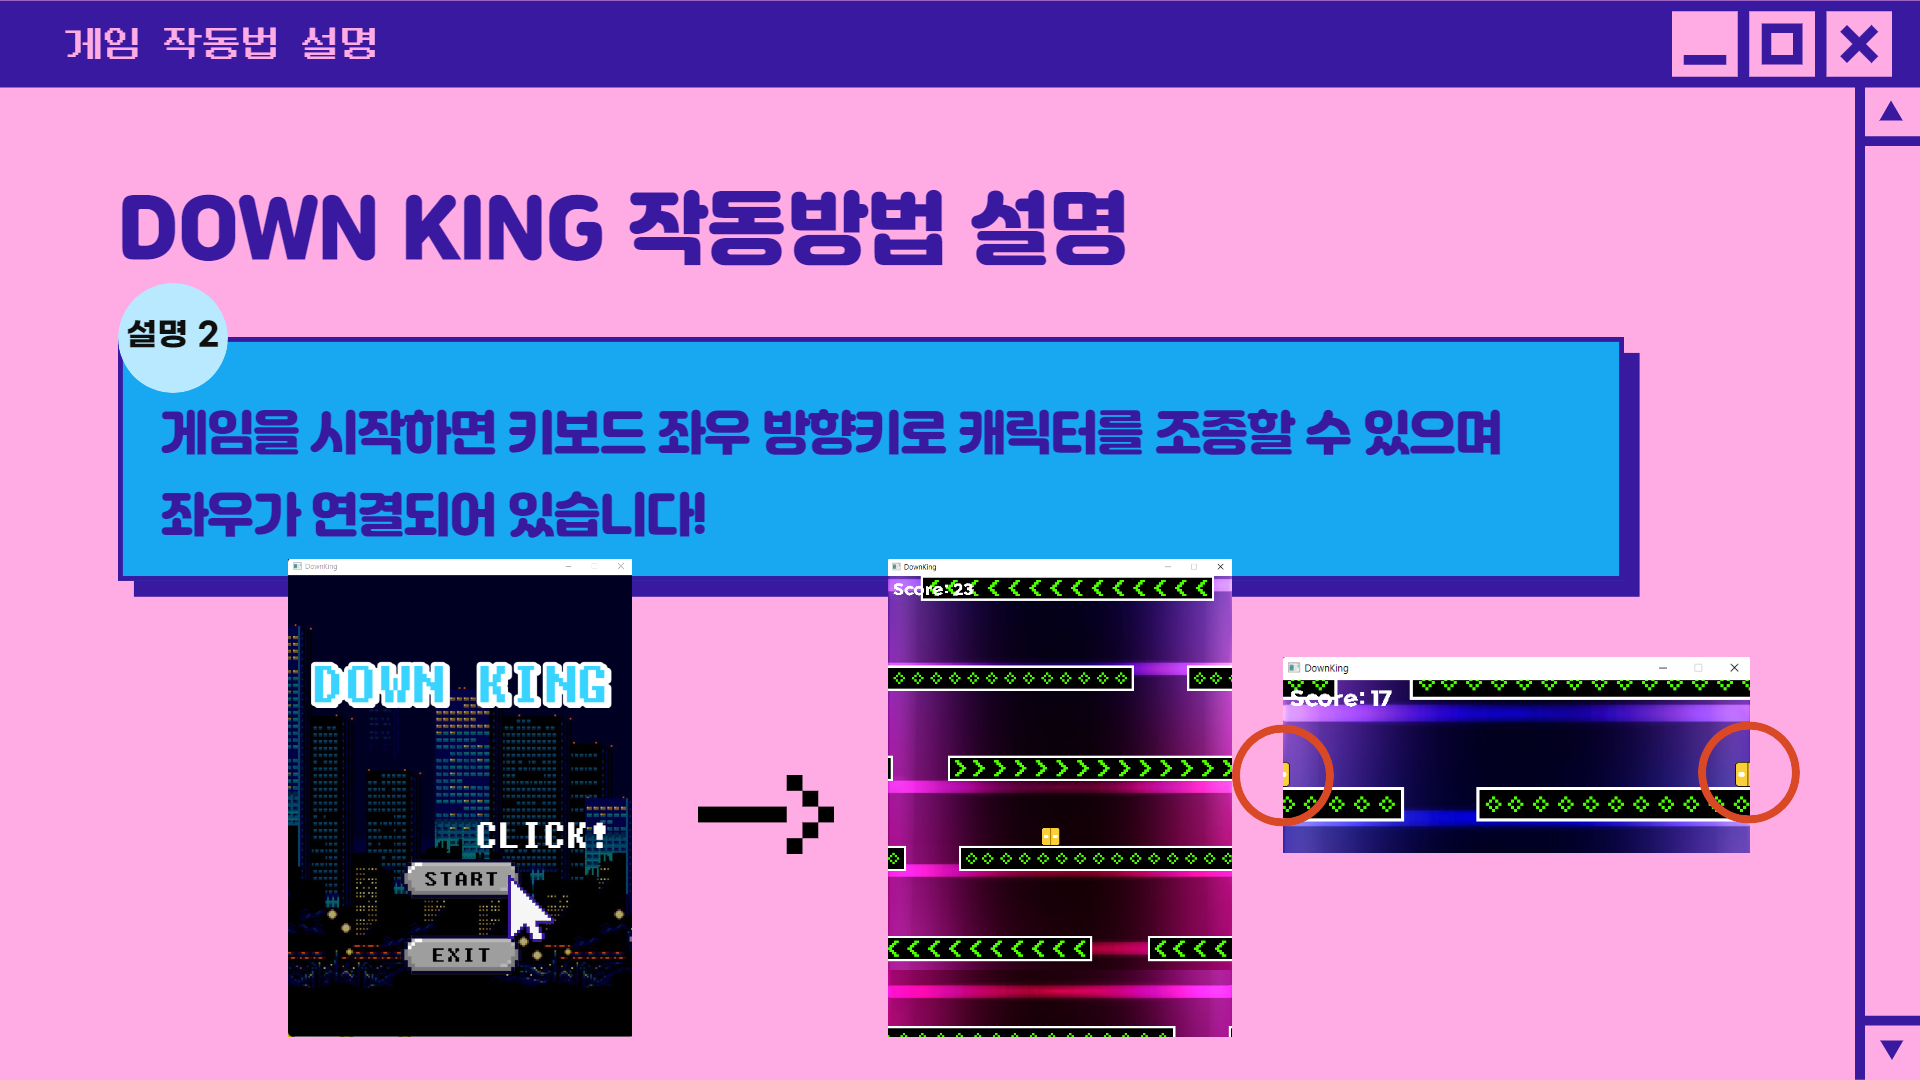 게임 작동법 설명
DOWN KING 작동방법 설명
설명 2
게임을 시작하면 키보드 좌우 방향키로 캐릭터를 조종할 수 있으며
좌우가 연결되어 있습니다!
DownKing
DOWN KING
CLICK!
START
EXIT
DownKing
Score: 23
DownKing
Score: 17